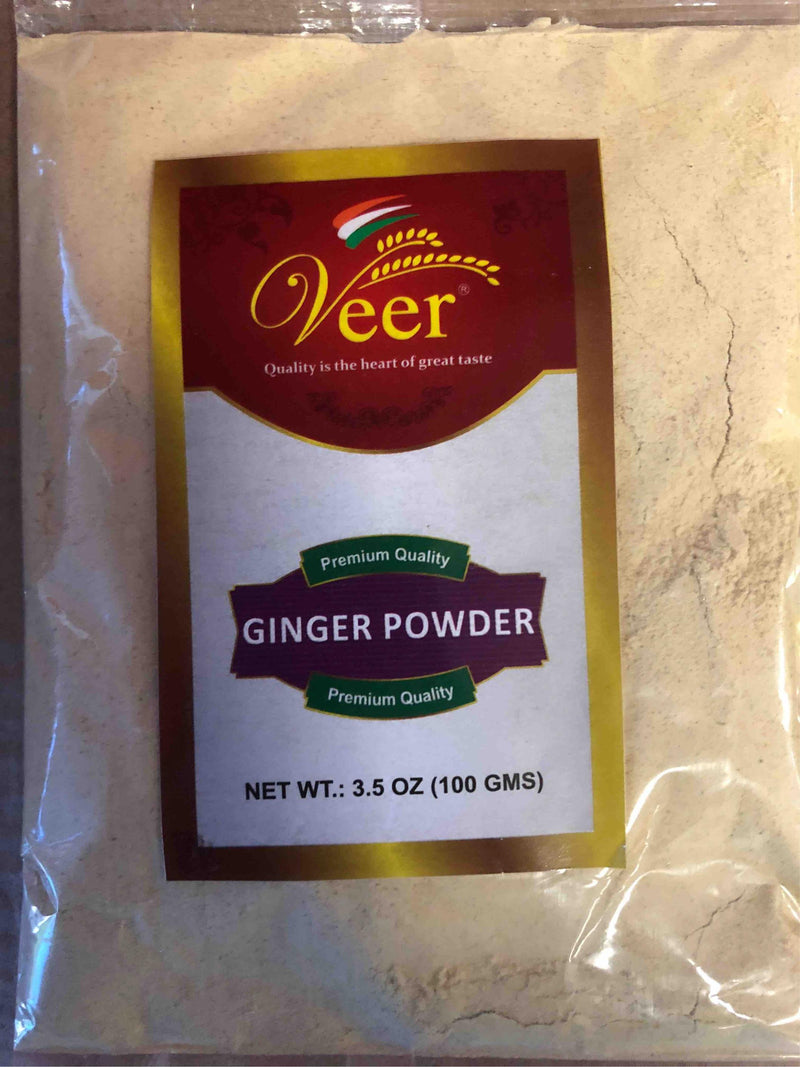 Veer®
Quality is the heart of great taste
Premium Quality
GINGER POWDER
Premium Quality
NET WT.: 3.5 OZ (100 GMS)